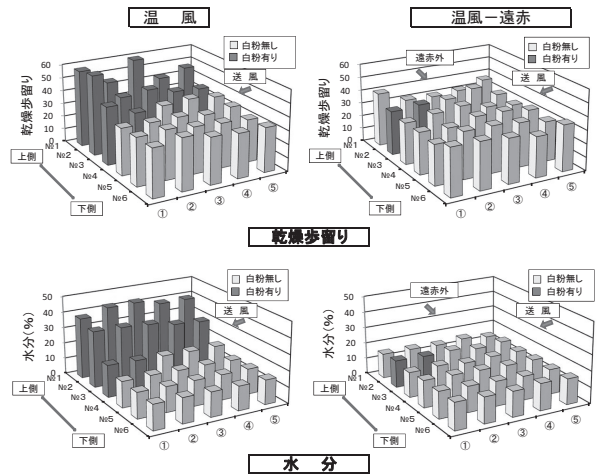 温 風
温風－遠赤
白粉無し
白粉有り
送 風
乾燥歩留り
60
50
40
30
20
10
0
№1
№2
№3
№4
№5
№6
上側
下側
①
②
③
④
⑤
白粉無し
白粉有り
遠赤外
送 風
乾燥歩留り
60
50
40
30
20
10
0
№1
№2
№3
№4
№5
№6
上側
下側
①
②
③
④
⑤
乾燥歩留り
白粉無し
白粉有り
送 風
水分(%)
50
40
30
20
10
0
№1
№2
№3
№4
№5
№6
上側
下側
①
②
③
④
⑤
白粉無し
白粉有り
遠赤外
送 風
水分(%)
50
40
30
20
10
0
№1
№2
№3
№4
№5
№6
上側
下側
①
②
③
④
⑤
水 分